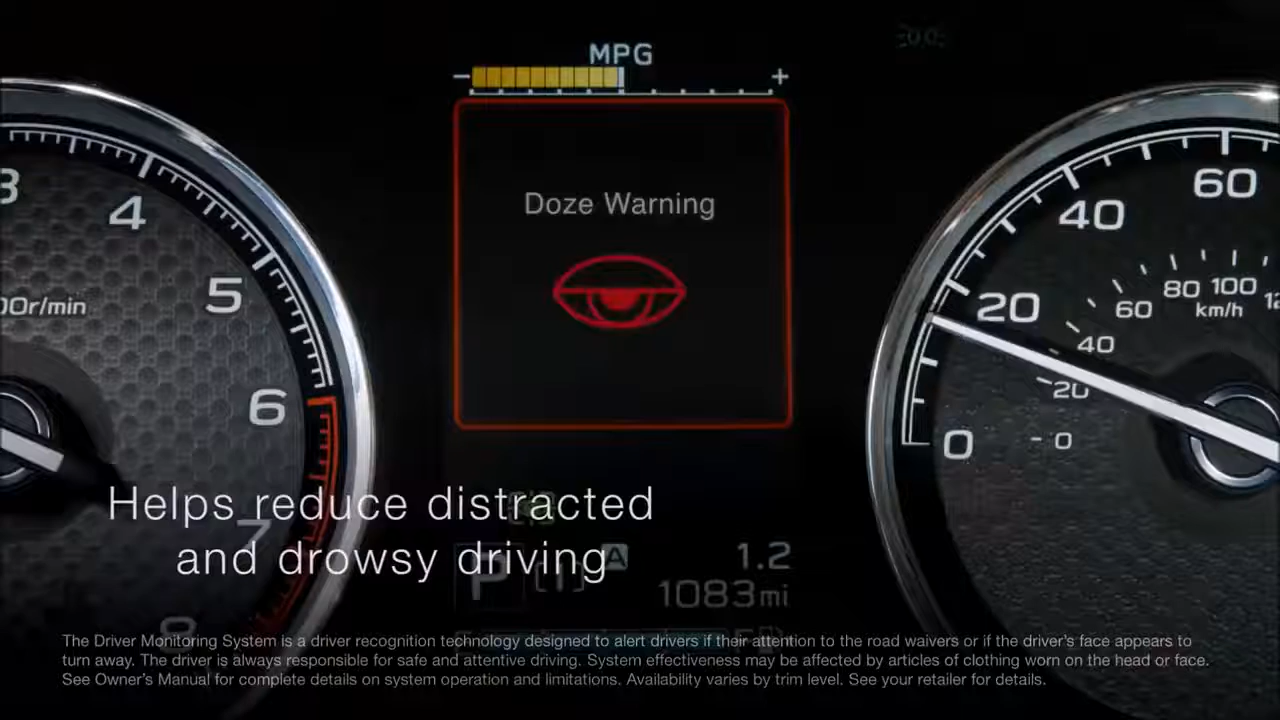 MPG
- +
Doze Warning
3
4
5
6
7
8
00r/min
0
20
40
60
0
20
40
60
80
100
km/h
Helps reduce distracted
and drowsy driving
P [1] A
1.2
1083mi
The Driver Monitoring System is a driver recognition technology designed to alert drivers if their attention to the road waivers or if the driver's face appears to
turn away. The driver is always responsible for safe and attentive driving. System effectiveness may be affected by articles of clothing worn on the head or face.
See Owner's Manual for complete details on system operation and limitations. Availability varies by trim level. See your retailer for details.